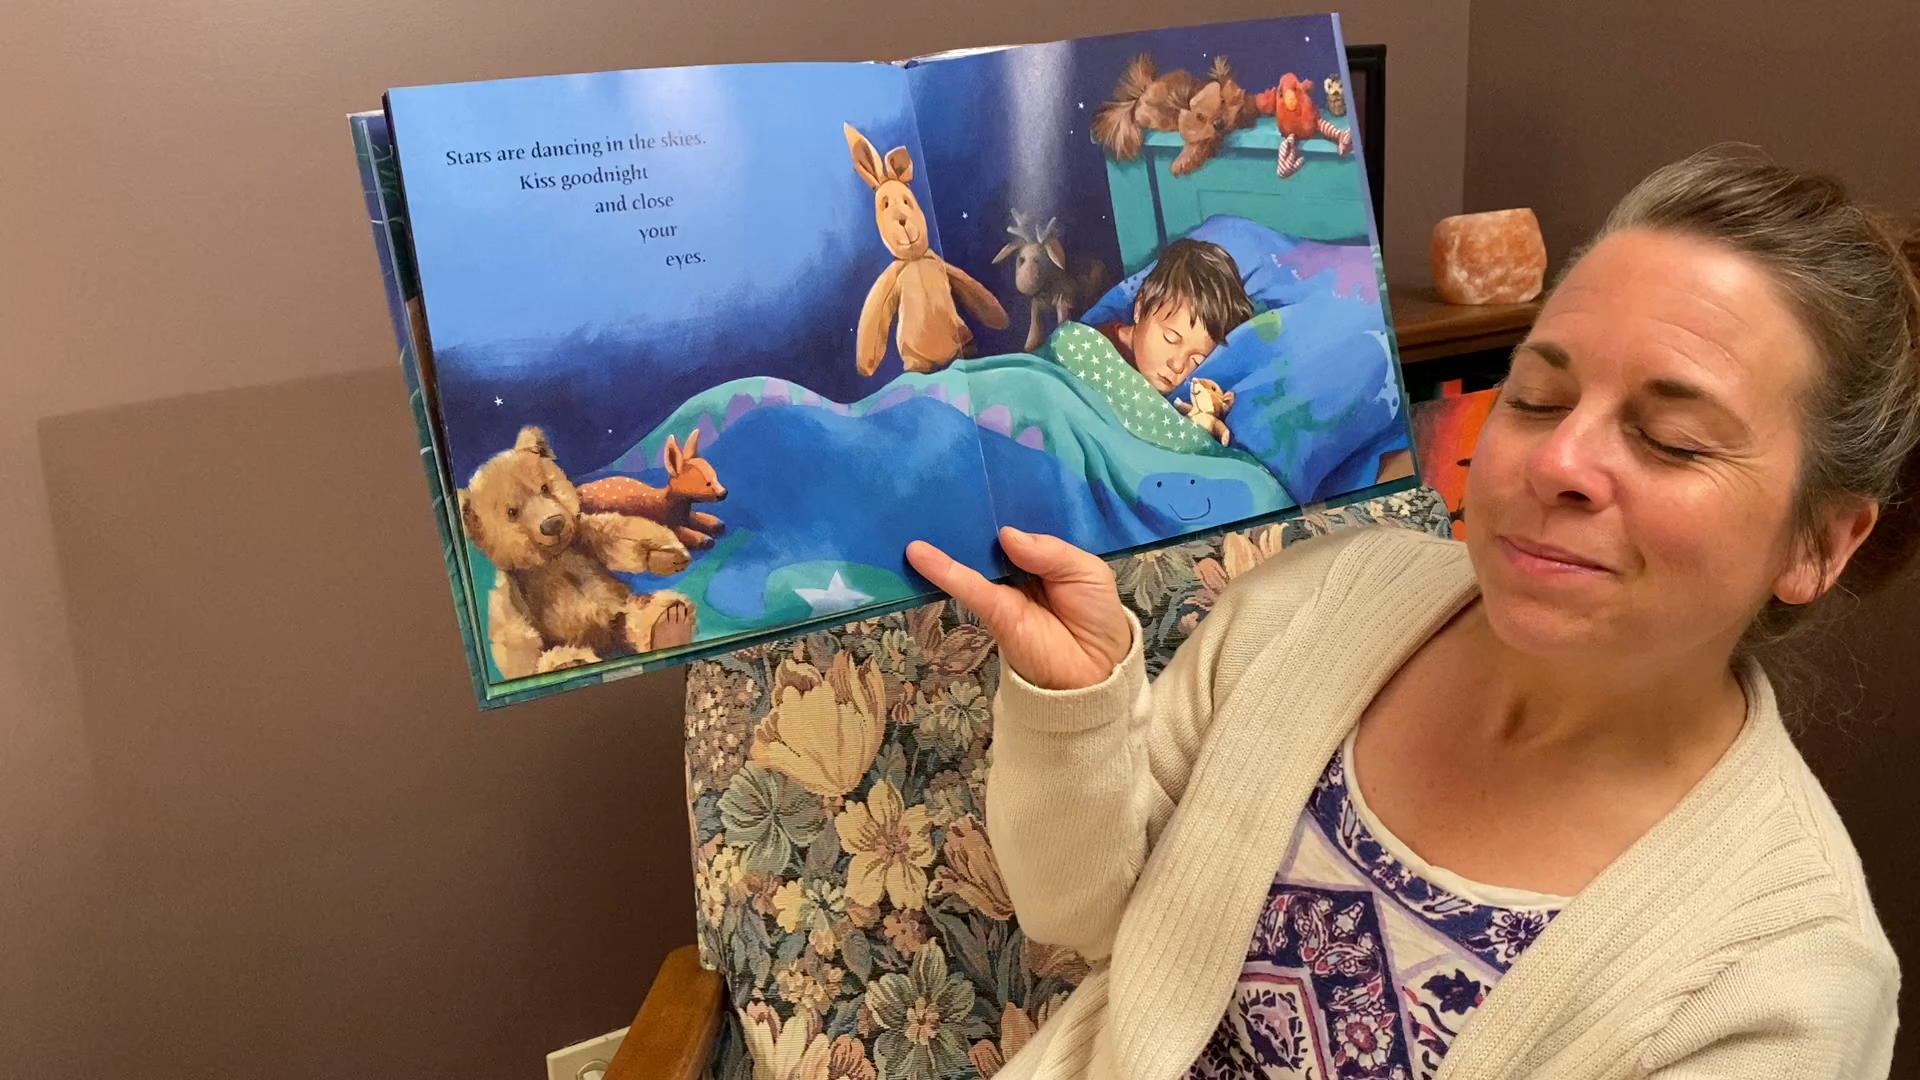 Stars are dancing in the skies.
Kiss goodnight
and close
your
eyes.